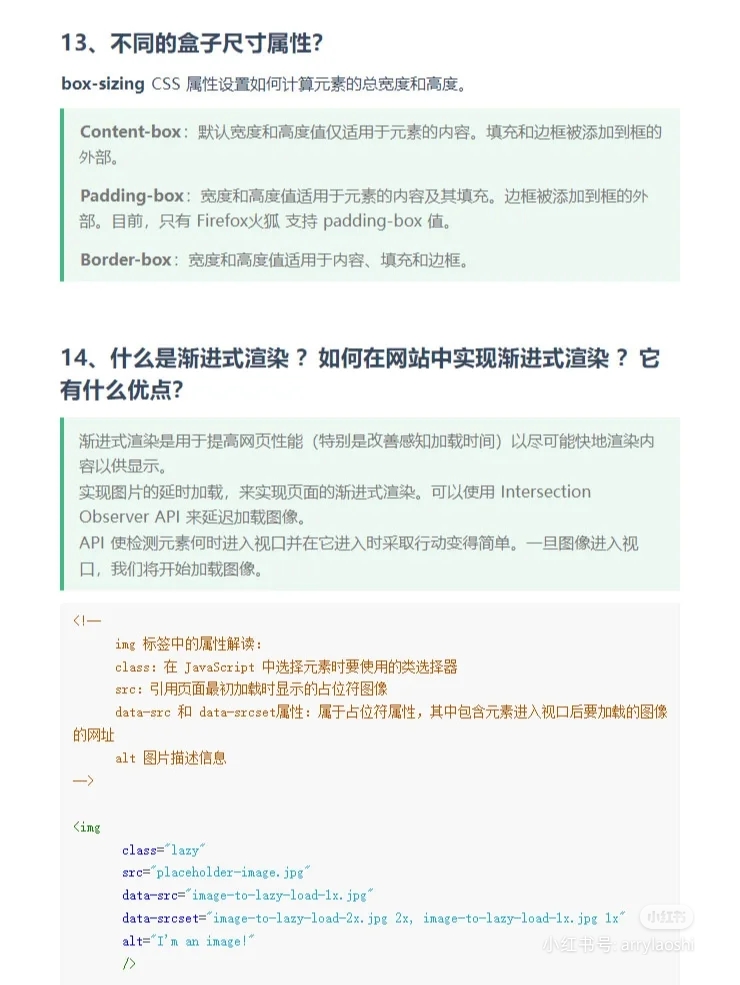 13、不同的盒子尺寸属性？
box-sizing CSS 属性设置如何计算元素的总宽度和高度。
Content-box：默认宽度和高度值仅适用于元素的内容。填充和边框被添加到框的
外部。
Padding-box：宽度和高度值适用于元素的内容及其填充。边框被添加到框的外
部。目前，只有 Firefox火狐 支持 padding-box 值。
Border-box：宽度和高度值适用于内容、填充和边框。
14、什么是渐进式渲染 ？如何在网站中实现渐进式渲染 ？它
有什么优点？
渐进式渲染是用于提高网页性能（特别是改善感知加载时间）以尽可能快地渲染内
容以供显示。
实现图片的延时加载，来实现页面的渐进式渲染。可以使用 Intersection
Observer API 来延迟加载图像。
API 使检测元素何时进入视口并在它进入时采取行动变得简单。一旦图像进入视
口，我们将开始加载图像。
<!—
img 标签中的属性解读：
class：在 JavaScript 中选择元素时要使用的类选择器
src：引用页面最初加载时显示的占位符图像
data-src 和 data-srcset属性：属于占位符属性，其中包含元素进入视口后要加载的图像
的网址
alt 图片描述信息
—>
<img
class="lazy"
src="placeholder-image.jpg"
data-src="image-to-lazy-load-1x.jpg"
data-srcset="image-to-lazy-load-2x.jpg 2x, image-to-lazy-load-1x.jpg 1x"
小红书
alt="I'm an image!"
小红书号: arrylaoshi
/>